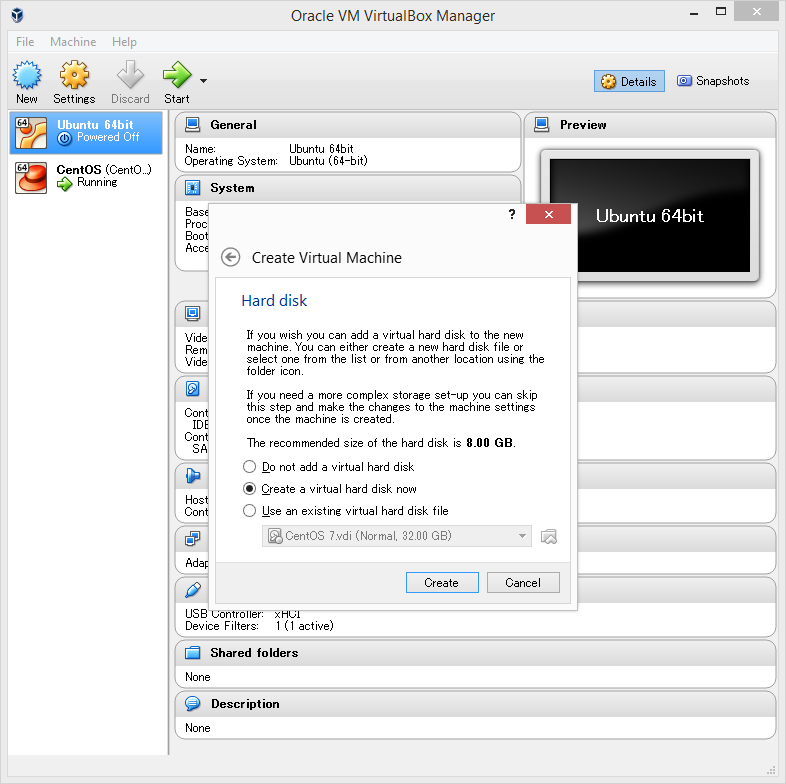 Oracle VM VirtualBox Manager
File Machine Help
New Settings Discard Start Details Snapshots
64 Ubuntu 64bit
Powered Off
64 CentOS (CentO...)
Running
General
Name: Ubuntu 64bit
Operating System: Ubuntu (64-bit)
Preview
Ubuntu 64bit
System
Base
Proc
Boot
Acce
?
Create Virtual Machine
Hard disk
If you wish you can add a virtual hard disk to the new
machine. You can either create a new hard disk file or
select one from the list or from another location using the
folder icon.
If you need a more complex storage set-up you can skip
this step and make the changes to the machine settings
once the machine is created.
The recommended size of the hard disk is 8.00 GB.
Do not add a virtual hard disk
Create a virtual hard disk now
Use an existing virtual hard disk file
CentOS 7.vdi (Normal, 32.00 GB)
Create Cancel
Vide
Rem
Vide
Cont
IDE
Cont
SA
Host
Cont
Adap
USB Controller: xHCI
Device Filters: 1 (1 active)
Shared folders
None
Description
None